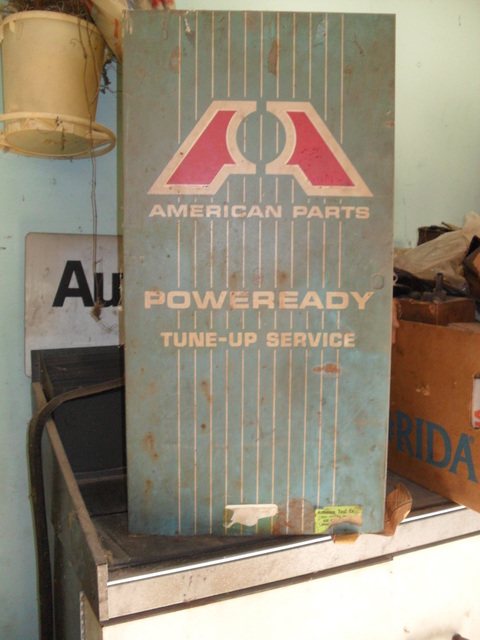 AMERICAN PARTS
POWEREADY
TUNE-UP SERVICE
Au
RIDA